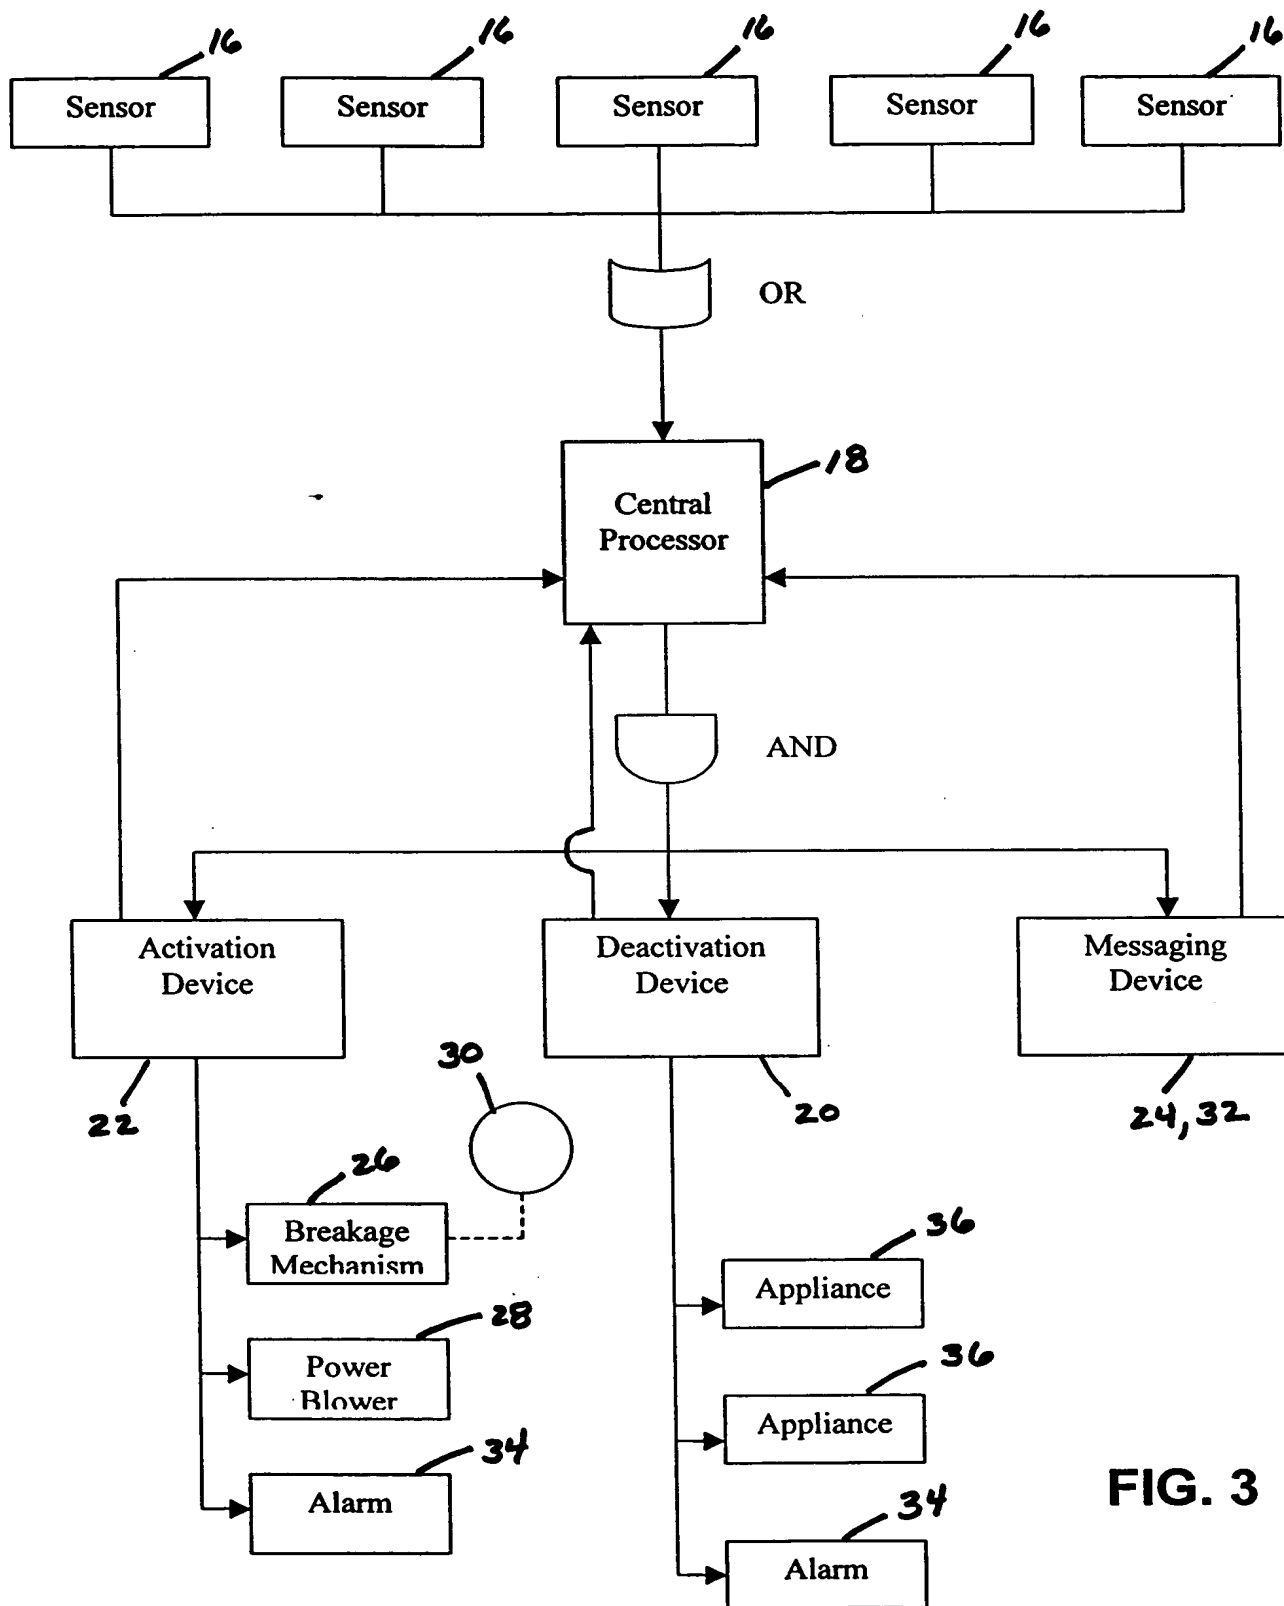 16 16 16 16 16
Sensor Sensor Sensor Sensor Sensor
OR
18
Central
Processor
AND
Activation
Device
Deactivation
Device
Messaging
Device
22
30
20
24, 32
26
Breakage
Mechanism
36
Appliance
28
Power
Blower
36
Appliance
34
Alarm
FIG. 3
34
Alarm